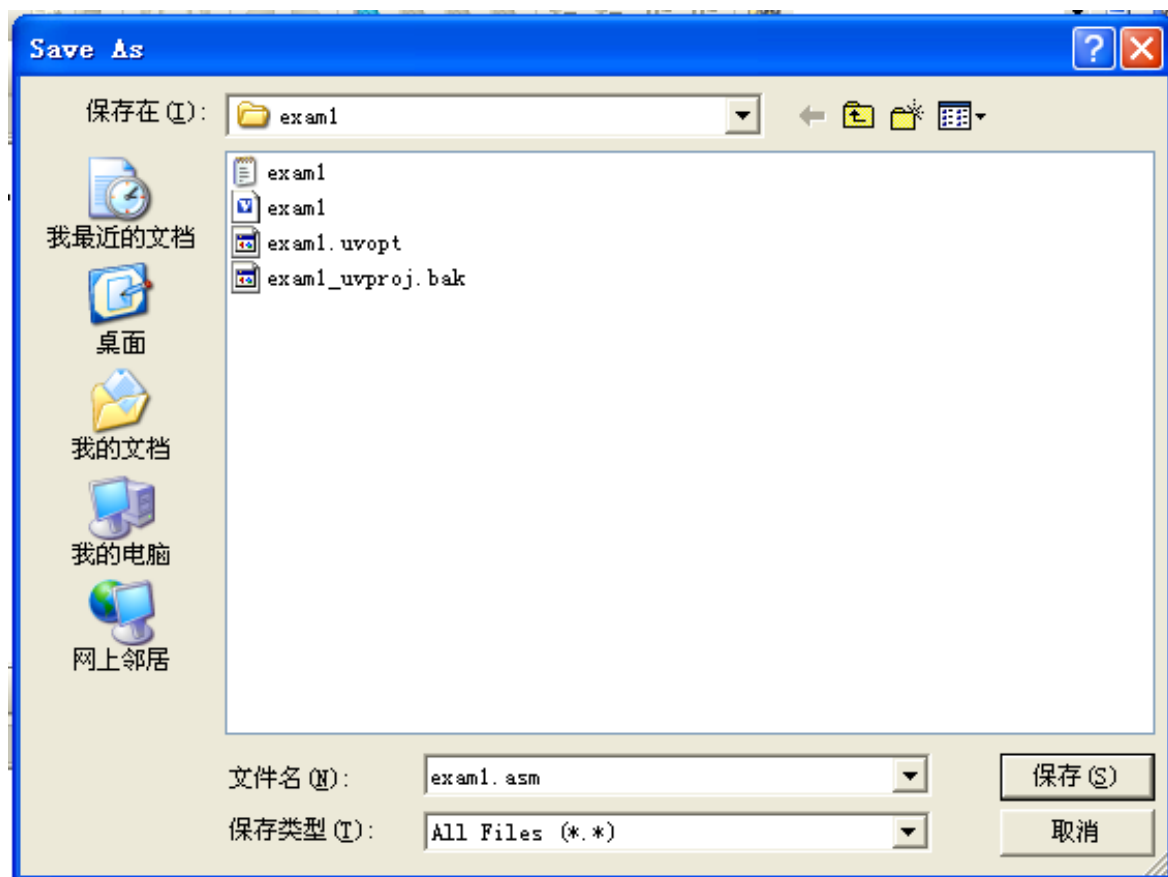 Save As
保存在(I):
exam1
exam1
exam1
exam1.uvopt
exam1_uvproj.bak
我最近的文档
桌面
我的文档
我的电脑
网上邻居
文件名(N):
exam1.asm
保存(S)
保存类型(T):
All Files (*.*)
取消